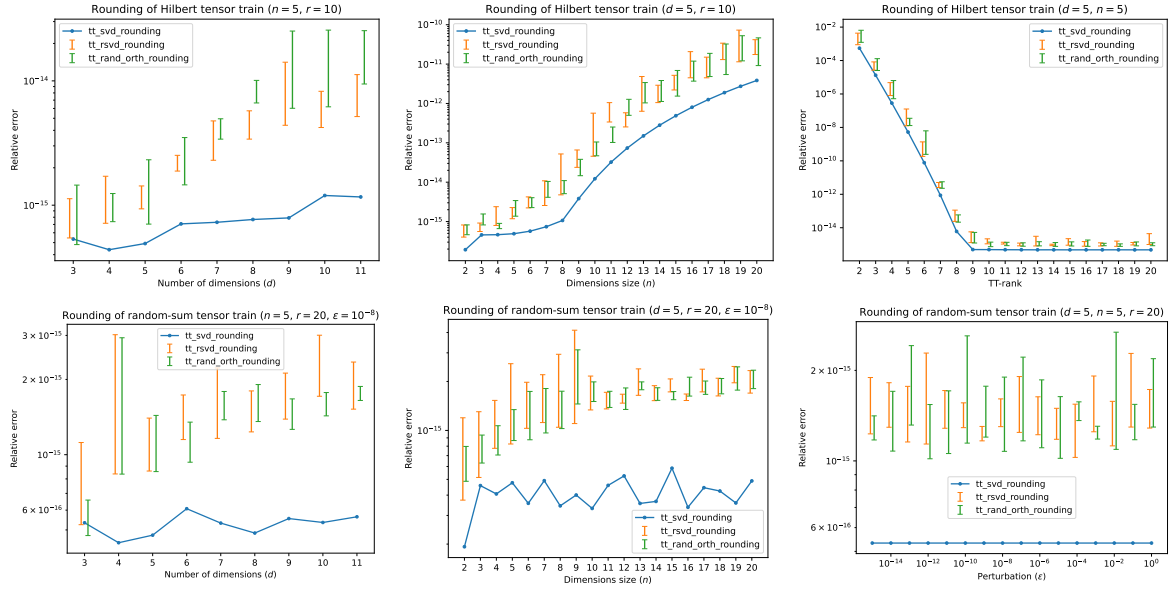 Rounding of Hilbert tensor train (n = 5, r = 10)
tt_svd_rounding
tt_rsvd_rounding
tt_rand_orth_rounding
Relative error
10⁻¹⁴
10⁻¹⁵
3 4 5 6 7 8 9 10 11
Number of dimensions (d)
Rounding of Hilbert tensor train (d = 5, r = 10)
tt_svd_rounding
tt_rsvd_rounding
tt_rand_orth_rounding
Relative error
10⁻¹⁰
10⁻¹¹
10⁻¹²
10⁻¹³
10⁻¹⁴
10⁻¹⁵
2 3 4 5 6 7 8 9 10 11 12 13 14 15 16 17 18 19 20
Dimensions size (n)
Rounding of Hilbert tensor train (d = 5, n = 5)
tt_svd_rounding
tt_rsvd_rounding
tt_rand_orth_rounding
Relative error
10⁻²
10⁻⁴
10⁻⁶
10⁻⁸
10⁻¹⁰
10⁻¹²
10⁻¹⁴
2 3 4 5 6 7 8 9 10 11 12 13 14 15 16 17 18 19 20
TT-rank
Rounding of random-sum tensor train (n = 5, r = 20, ε = 10⁻⁸)
tt_svd_rounding
tt_rsvd_rounding
tt_rand_orth_rounding
Relative error
3 × 10⁻¹⁵
2 × 10⁻¹⁵
10⁻¹⁵
6 × 10⁻¹⁶
3 4 5 6 7 8 9 10 11
Number of dimensions (d)
Rounding of random-sum tensor train (d = 5, r = 20, ε = 10⁻⁸)
Relative error
10⁻¹⁵
tt_svd_rounding
tt_rsvd_rounding
tt_rand_orth_rounding
2 3 4 5 6 7 8 9 10 11 12 13 14 15 16 17 18 19 20
Dimensions size (n)
Rounding of random-sum tensor train (d = 5, n = 5, r = 20)
Relative error
2 × 10⁻¹⁵
10⁻¹⁵
6 × 10⁻¹⁶
tt_svd_rounding
tt_rsvd_rounding
tt_rand_orth_rounding
10⁻¹⁴ 10⁻¹² 10⁻¹⁰ 10⁻⁸ 10⁻⁶ 10⁻⁴ 10⁻² 10⁰
Perturbation (ε)